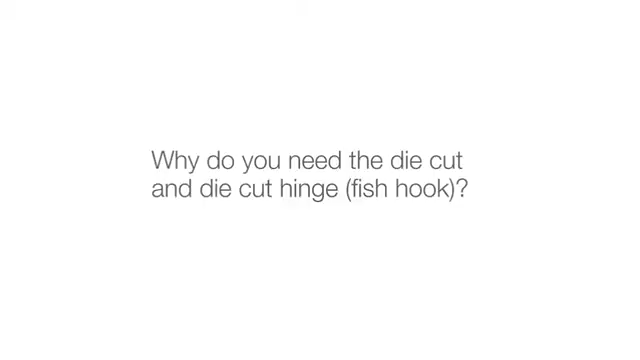 Why do you need the die cut
and die cut hinge (fish hook)?